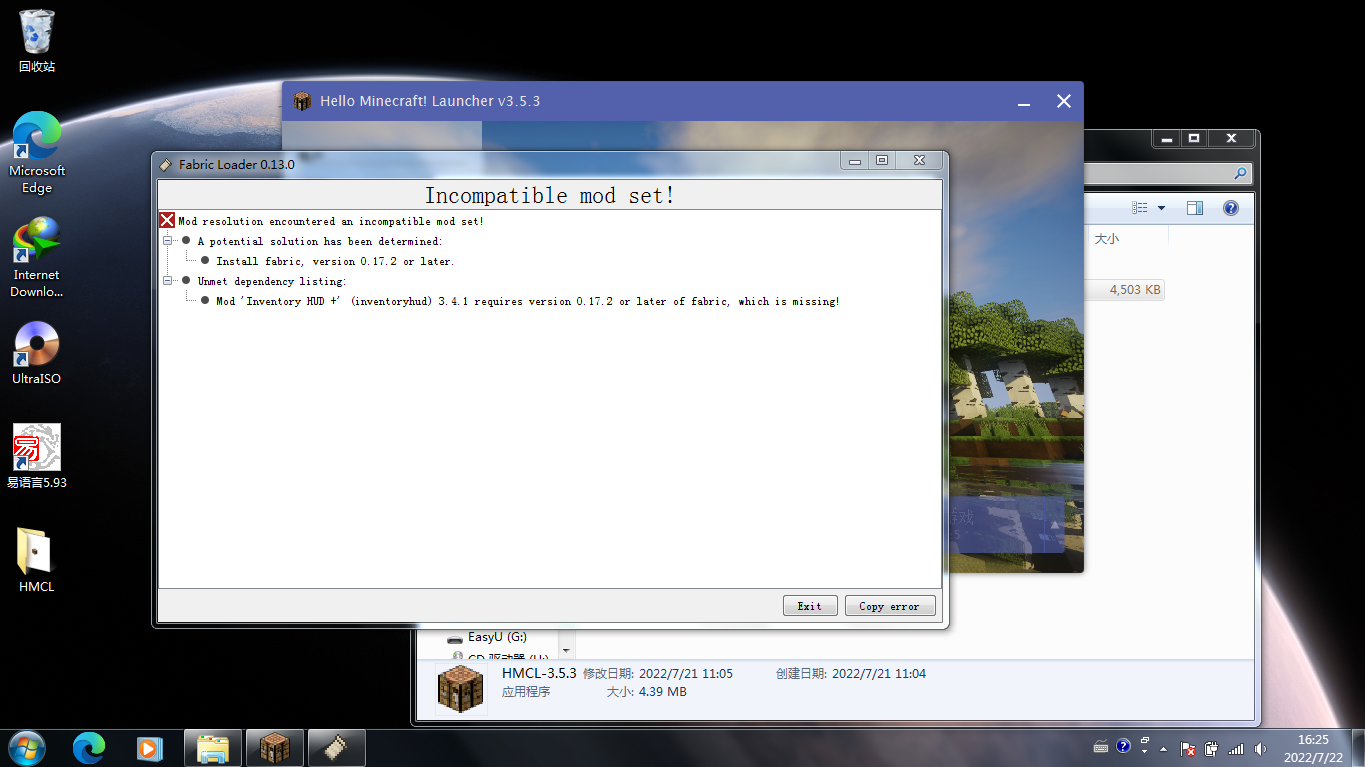 回收站
Microsoft
Edge
Internet
Downlo...
UltraISO
易语言5.93
HMCL
Hello Minecraft! Launcher v3.5.3
Fabric Loader 0.13.0
Incompatible mod set!
Mod resolution encountered an incompatible mod set!
A potential solution has been determined:
Install fabric, version 0.17.2 or later.
Unmet dependency listing:
Mod 'Inventory HUD +' (inventoryhud) 3.4.1 requires version 0.17.2 or later of fabric, which is missing!
Exit
Copy error
大小
4,503 KB
游戏
EasyU (G:)
CD 驱动器 (H:)
HMCL-3.5.3 修改日期: 2022/7/21 11:05 创建日期: 2022/7/21 11:04
应用程序 大小: 4.39 MB
16:25
2022/7/22